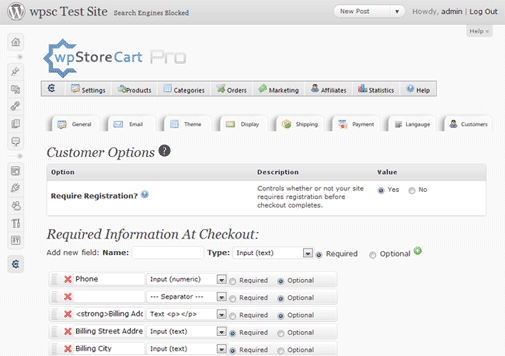 wpsc Test Site Search Engines Blocked New Post Howdy, admin | Log Out
Help
wpStoreCart Pro
Settings Products Categories Orders Marketing Affiliates Statistics Help
General Email Theme Display Shipping Payment Langauge Customers
Customer Options ?
Option Description Value
Require Registration? Controls whether or not your site requires registration before checkout completes. Yes No
Required Information At Checkout:
Add new field: Name: Type: Input (text) Required Optional
Phone Input (numeric) Required Optional
--- Separator --- Required Optional
<strong>Billing Adc Text <p></p> Required Optional
Billing Street Addre Input (text) Required Optional
Billing City Input (text) Required Optional